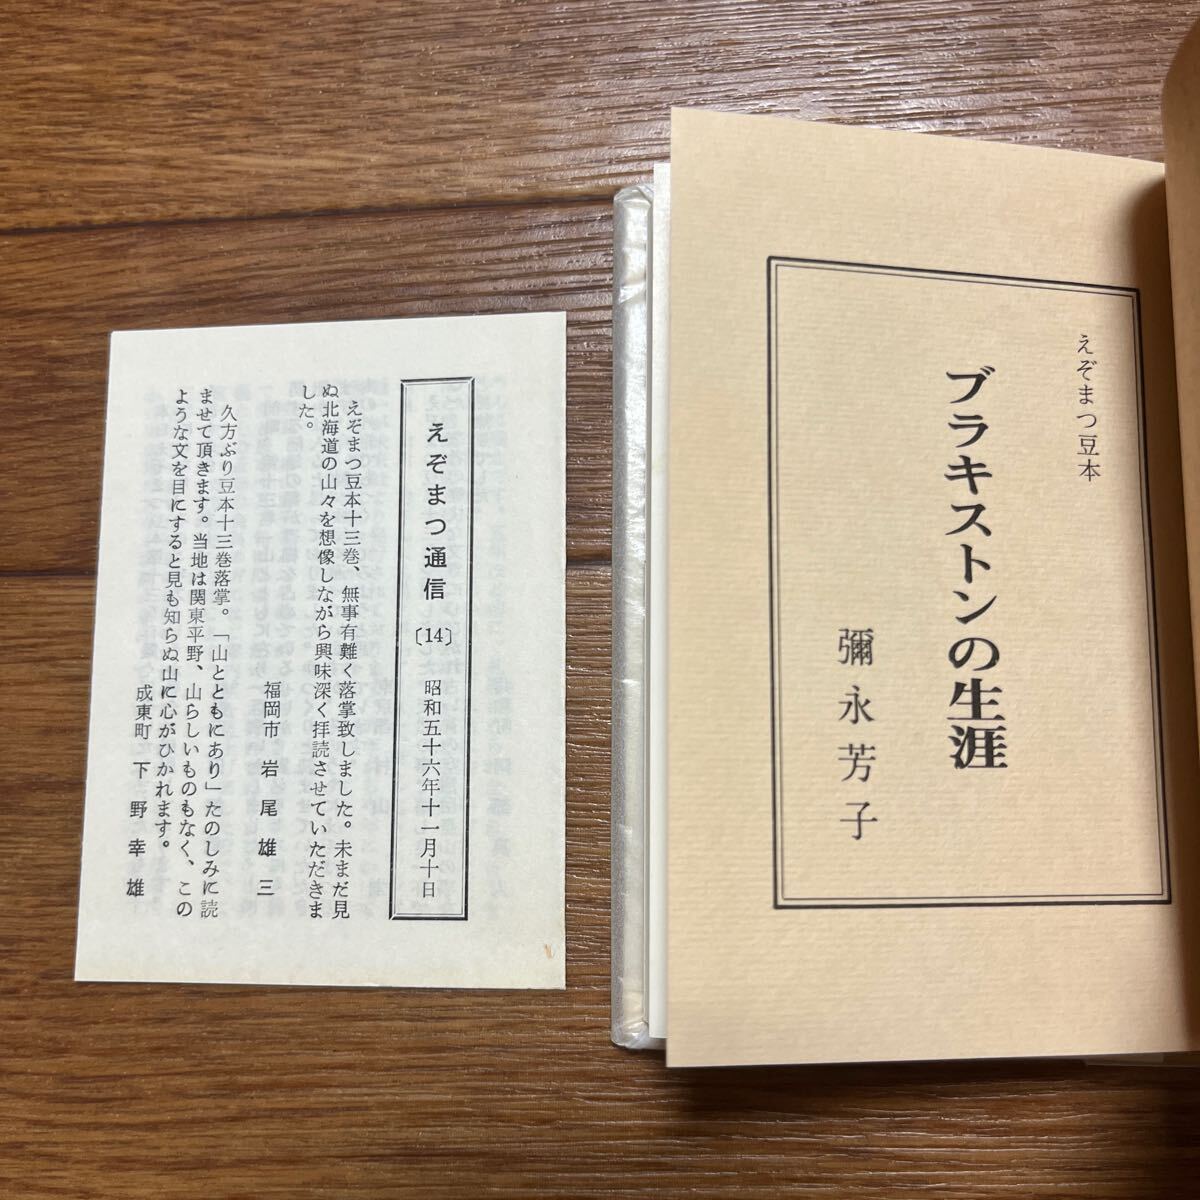 えぞまつ通信〔14〕 昭和五十六年十一月十日
えぞまつ豆本十三巻、無事有難く落掌致しました。未まだ見
ぬ北海道の山々を想像しながら興味深く拝読させていただきま
した。
福岡市 岩尾雄三
久方ぶり豆本十三巻落掌。「山とともにあり」たのしみに読
ませて頂きます。当地は関東平野、山らしいものもなく、この
ような文を目にすると見も知らぬ山に心がひかれます。
成東町 下野幸雄
えぞまつ豆本
ブラキストンの生涯
彌永芳子